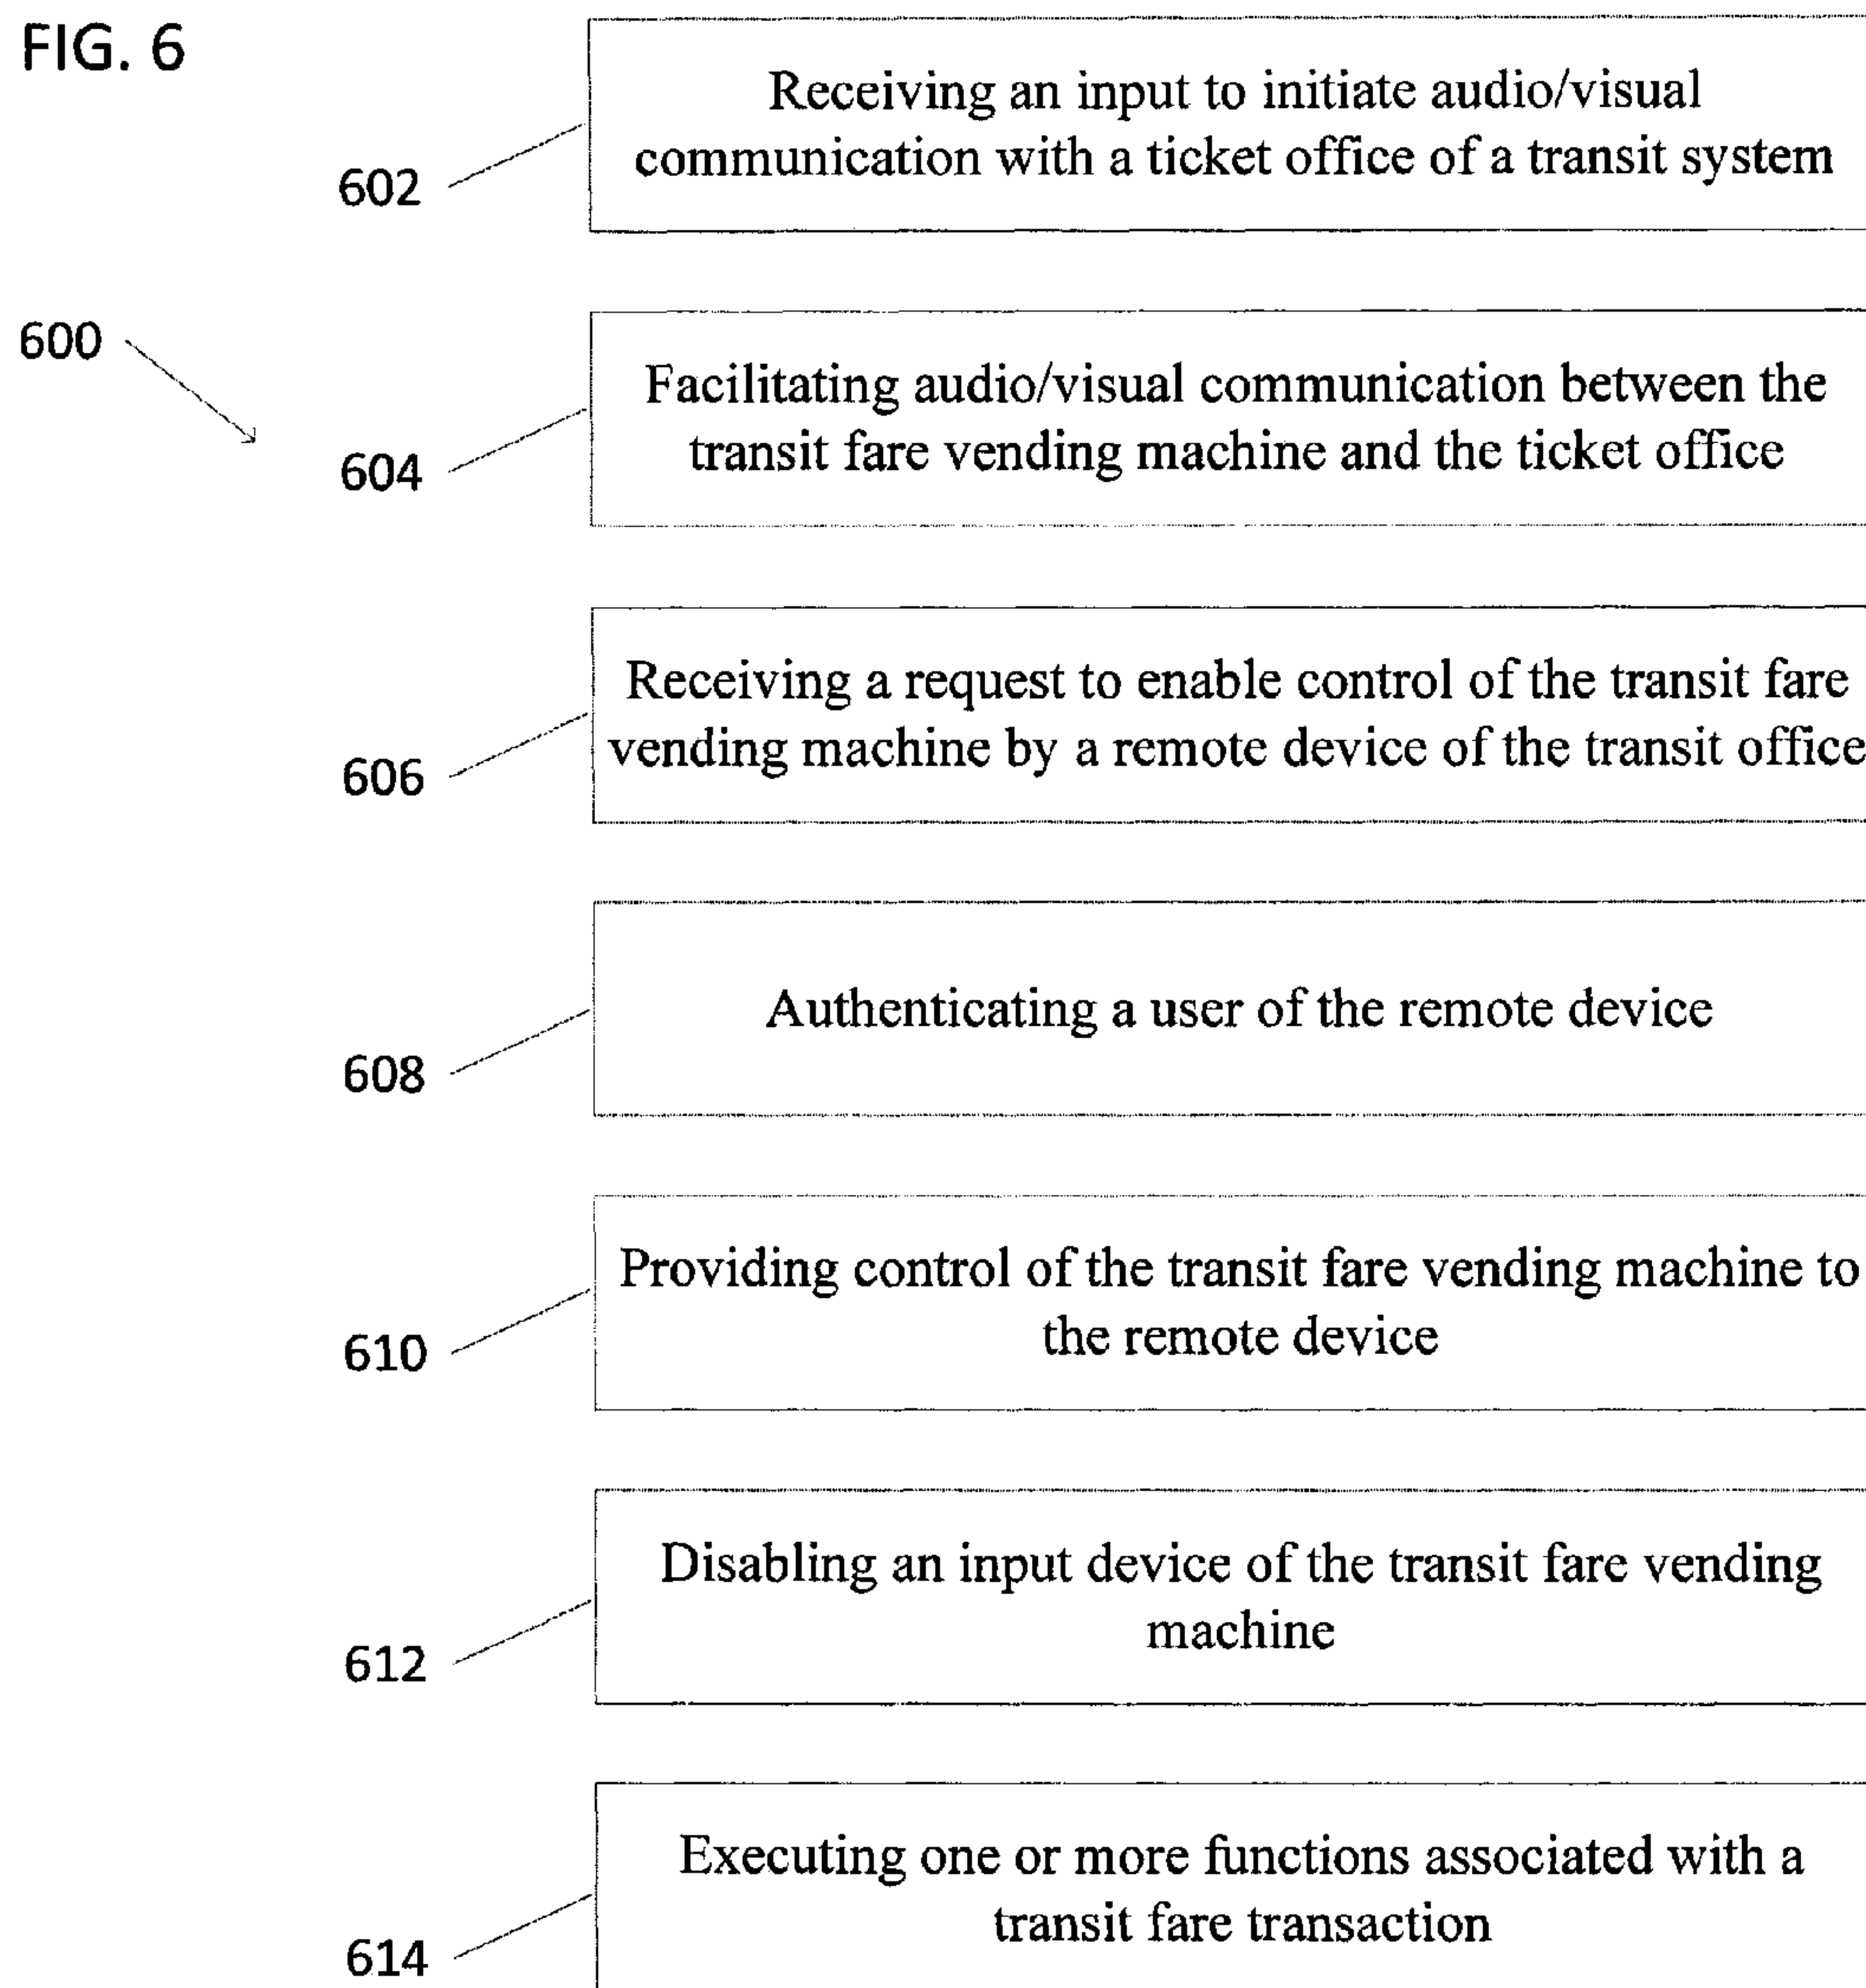 FIG. 6
Receiving an input to initiate audio/visual
communication with a ticket office of a transit system
602
600
Facilitating audio/visual communication between the
transit fare vending machine and the ticket office
604
Receiving a request to enable control of the transit fare
vending machine by a remote device of the transit office
606
Authenticating a user of the remote device
608
Providing control of the transit fare vending machine to
the remote device
610
Disabling an input device of the transit fare vending
machine
612
Executing one or more functions associated with a
transit fare transaction
614